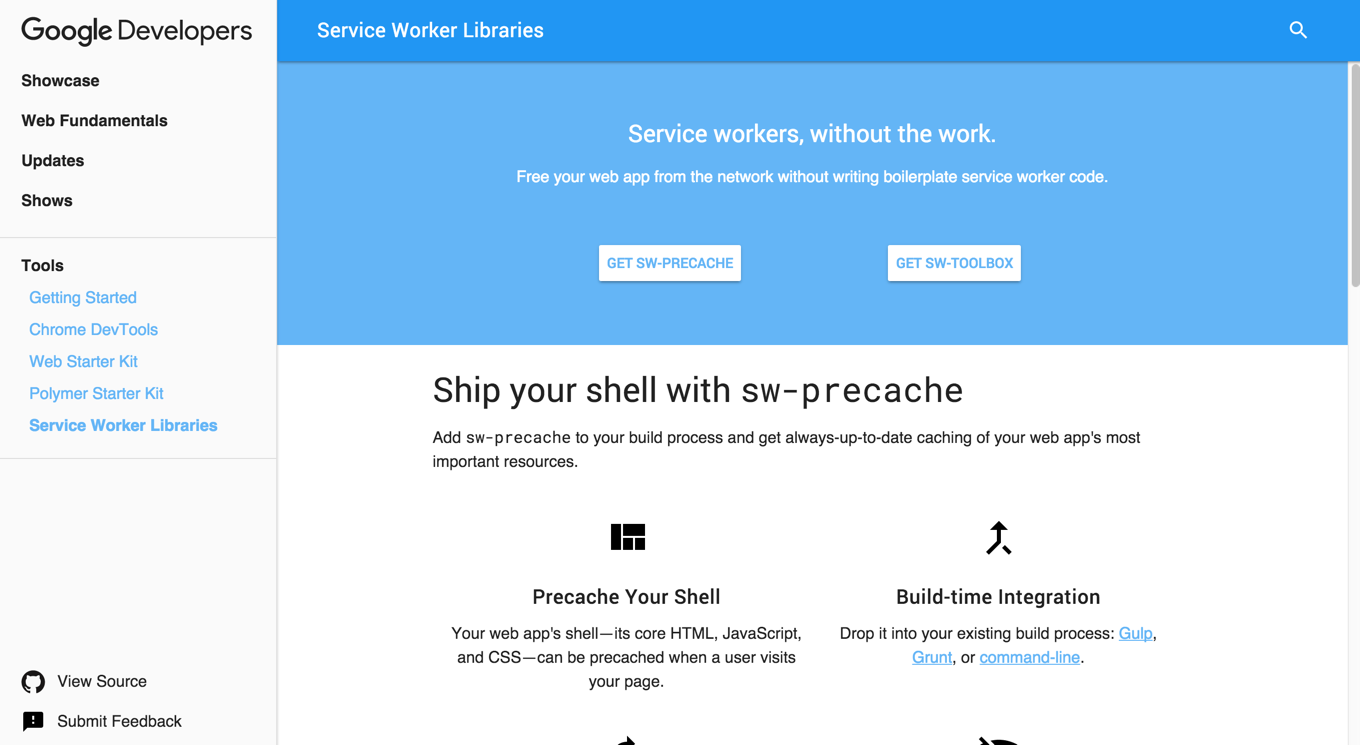 Google Developers
Showcase
Web Fundamentals
Updates
Shows
Tools
Getting Started
Chrome DevTools
Web Starter Kit
Polymer Starter Kit
Service Worker Libraries
View Source
Submit Feedback
Service Worker Libraries
Service workers, without the work.
Free your web app from the network without writing boilerplate service worker code.
GET SW-PRECACHE
GET SW-TOOLBOX
Ship your shell with sw-precache
Add sw-precache to your build process and get always-up-to-date caching of your web app's most
important resources.
Precache Your Shell
Your web app's shell—its core HTML, JavaScript,
and CSS—can be precached when a user visits
your page.
Build-time Integration
Drop it into your existing build process: Gulp,
Grunt, or command-line.